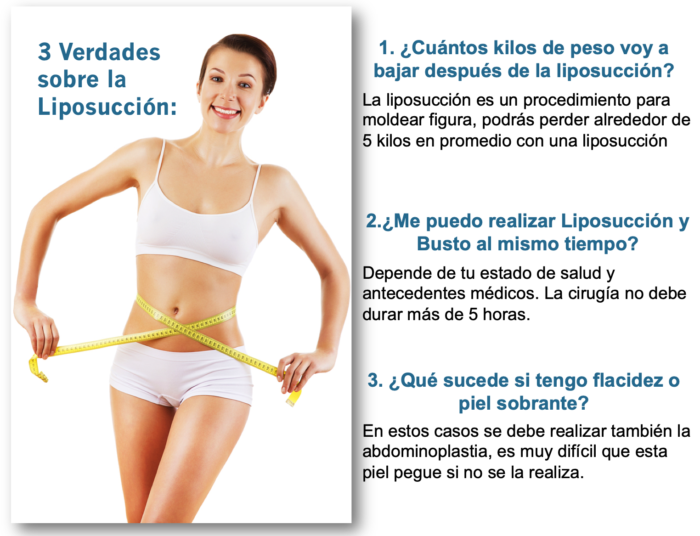 3 Verdades
sobre la
Liposucción:
1. ¿Cuántos kilos de peso voy a
bajar después de la liposucción?
La liposucción es un procedimiento para
moldear figura, podrás perder alrededor de
5 kilos en promedio con una liposucción
2.¿Me puedo realizar Liposucción y
Busto al mismo tiempo?
Depende de tu estado de salud y
antecedentes médicos. La cirugía no debe
durar más de 5 horas.
3. ¿Qué sucede si tengo flacidez o
piel sobrante?
En estos casos se debe realizar también la
abdominoplastia, es muy difícil que esta
piel pegue si no se la realiza.